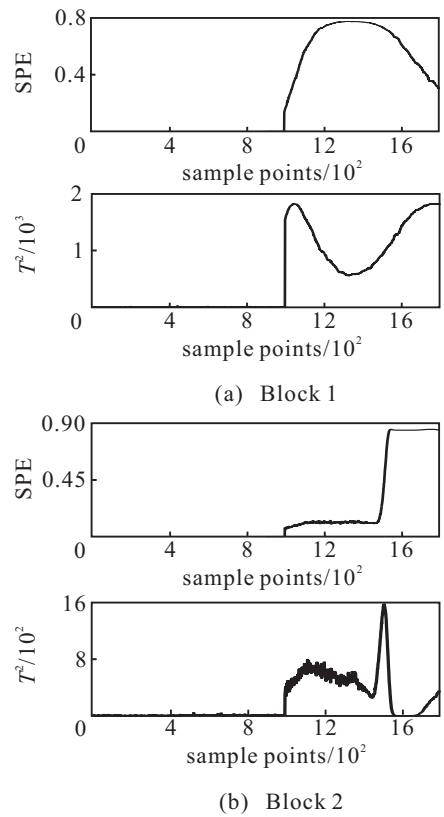 0.8
SPE
0.4
0
4
8
12
16
sample points/10²
2
T²/10³
1
0
4
8
12
16
sample points/10²
(a) Block 1
0.90
SPE
0.45
0
4
8
12
16
sample points/10²
16
T²/10²
8
0
4
8
12
16
sample points/10²
(b) Block 2